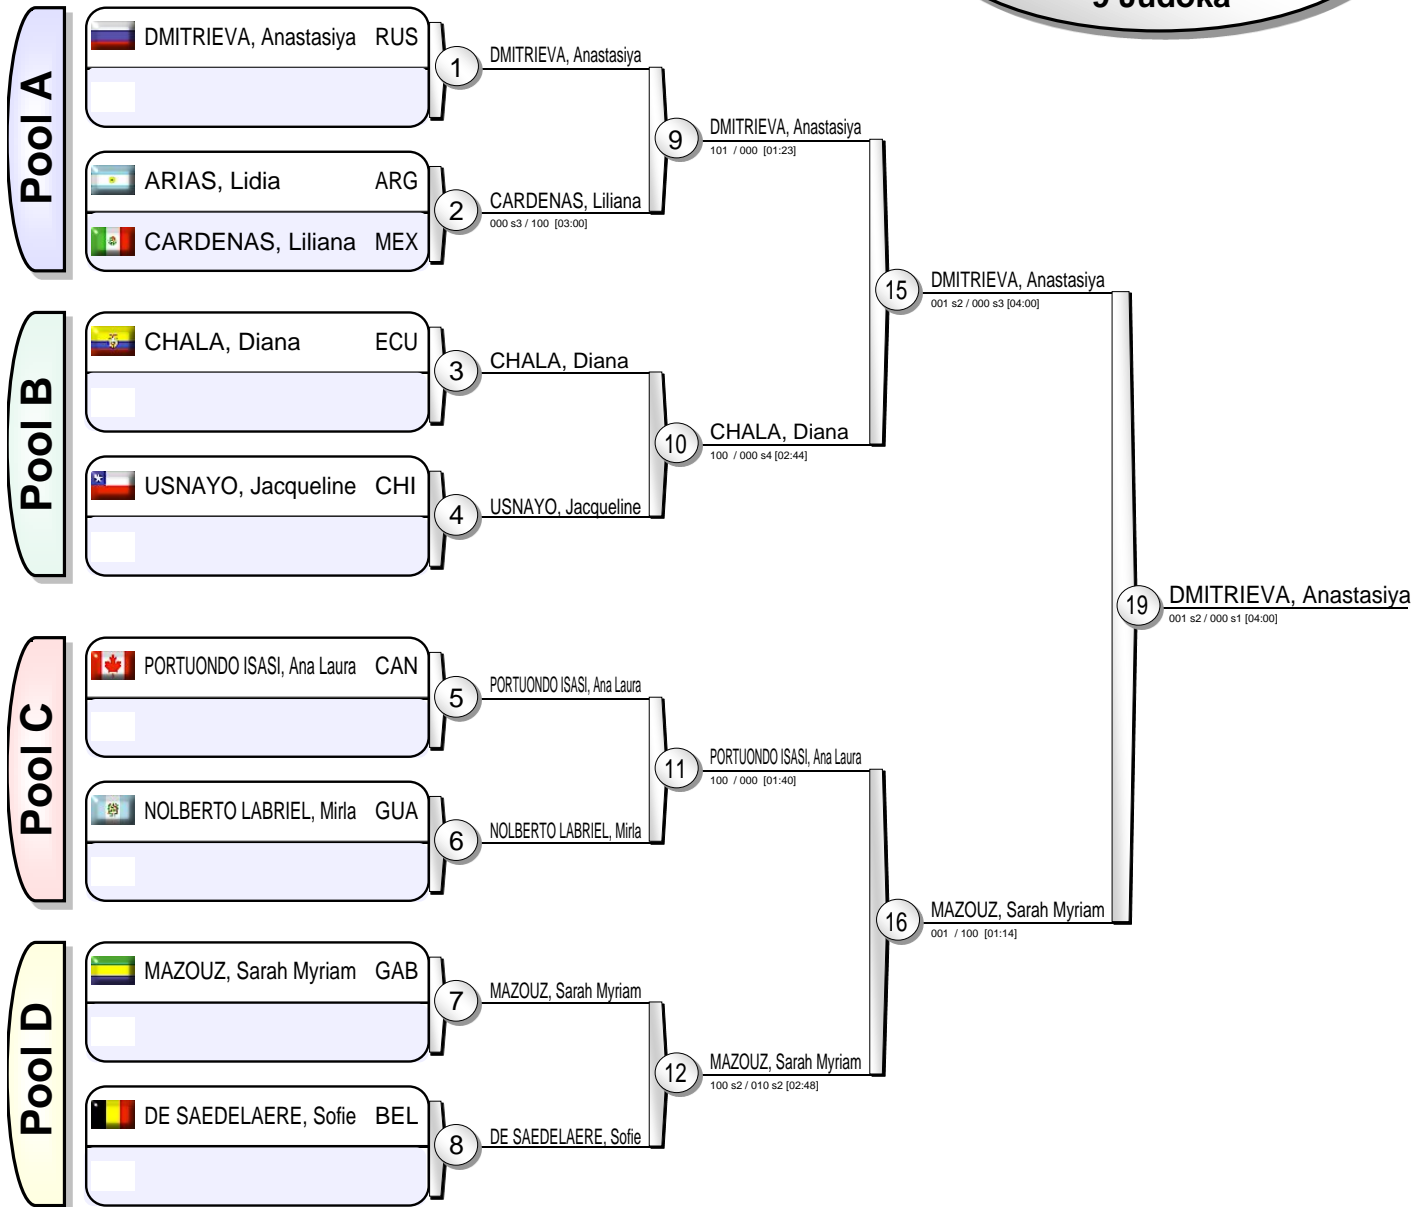 9 Judoka
Pool A
DMITRIEVA, Anastasiya RUS
ARIAS, Lidia ARG
CARDENAS, Liliana MEX
1
DMITRIEVA, Anastasiya
2
CARDENAS, Liliana
000 s3 / 100 [03:00]
9
DMITRIEVA, Anastasiya
101 / 000 [01:23]
Pool B
CHALA, Diana ECU
USNAYO, Jacqueline CHI
3
CHALA, Diana
4
USNAYO, Jacqueline
10
CHALA, Diana
100 / 000 s4 [02:44]
15
DMITRIEVA, Anastasiya
001 s2 / 000 s3 [04:00]
Pool C
PORTUONDO ISASI, Ana Laura CAN
NOLBERTO LABRIEL, Mirla GUA
5
PORTUONDO ISASI, Ana Laura
6
NOLBERTO LABRIEL, Mirla
11
PORTUONDO ISASI, Ana Laura
100 / 000 [01:40]
Pool D
MAZOUZ, Sarah Myriam GAB
DE SAEDELAERE, Sofie BEL
7
MAZOUZ, Sarah Myriam
8
DE SAEDELAERE, Sofie
12
MAZOUZ, Sarah Myriam
100 s2 / 010 s2 [02:48]
16
MAZOUZ, Sarah Myriam
001 / 100 [01:14]
19
DMITRIEVA, Anastasiya
001 s2 / 000 s1 [04:00]